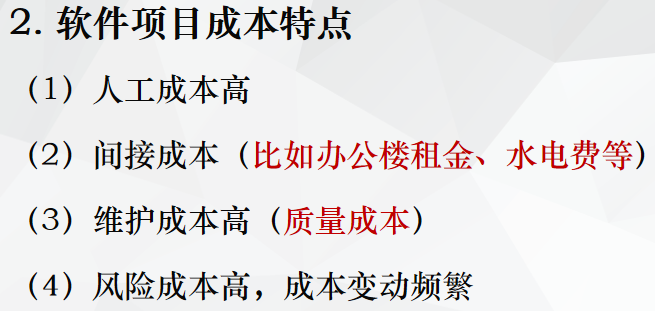 2. 软件项目成本特点
（1）人工成本高
（2）间接成本（比如办公楼租金、水电费等）
（3）维护成本高（质量成本）
（4）风险成本高，成本变动频繁